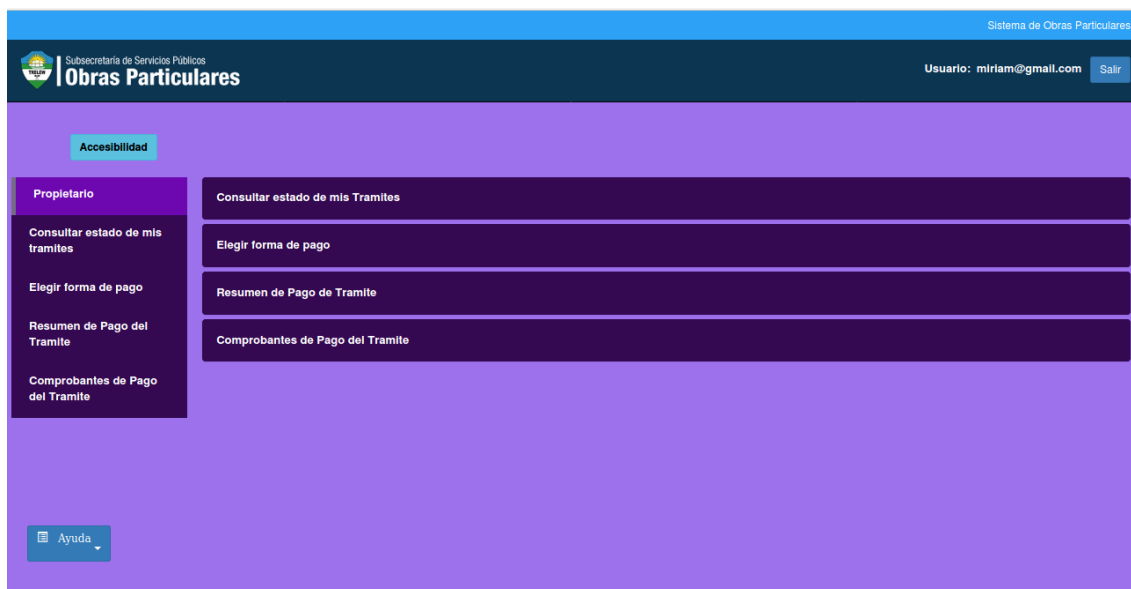 Sistema de Obras Particulares
TRELEW
Subsecretaría de Servicios Públicos
Obras Particulares
Usuario: miriam@gmail.com
Salir
Accesibilidad
Propietario
Consultar estado de mis
tramites
Elegir forma de pago
Resumen de Pago del
Tramite
Comprobantes de Pago
del Tramite
Consultar estado de mis Tramites
Elegir forma de pago
Resumen de Pago de Tramite
Comprobantes de Pago del Tramite
Ayuda